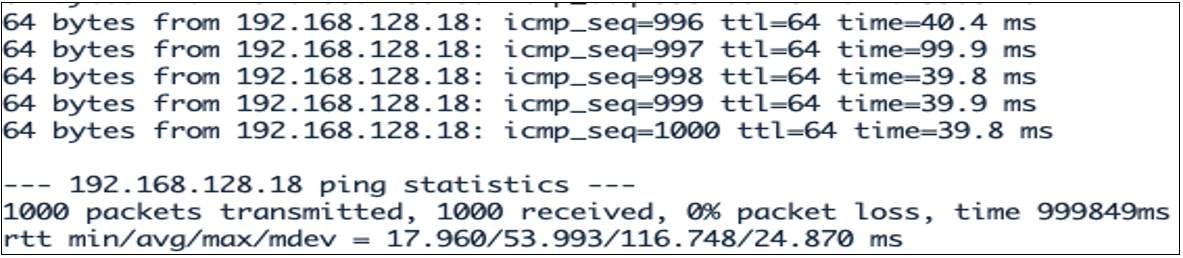 64 bytes from 192.168.128.18: icmp_seq=996 ttl=64 time=40.4 ms
64 bytes from 192.168.128.18: icmp_seq=997 ttl=64 time=99.9 ms
64 bytes from 192.168.128.18: icmp_seq=998 ttl=64 time=39.8 ms
64 bytes from 192.168.128.18: icmp_seq=999 ttl=64 time=39.9 ms
64 bytes from 192.168.128.18: icmp_seq=1000 ttl=64 time=39.8 ms
--- 192.168.128.18 ping statistics ---
1000 packets transmitted, 1000 received, 0% packet loss, time 999849ms
rtt min/avg/max/mdev = 17.960/53.993/116.748/24.870 ms